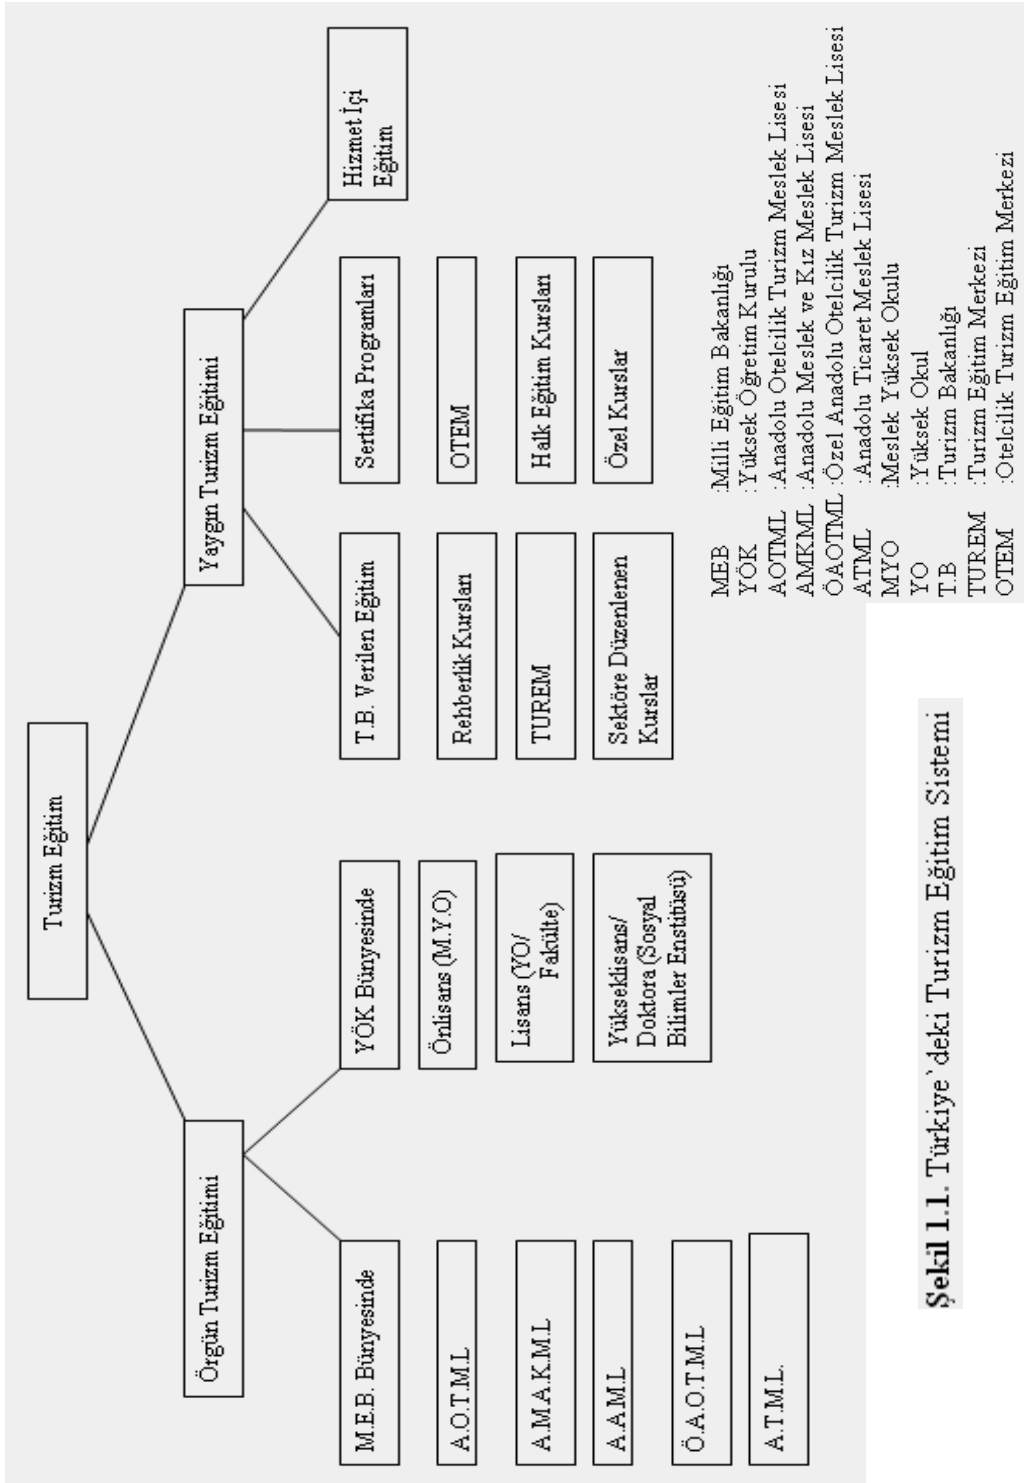 Turizm Eğitim
Örgün Turizm Eğitimi
Yaygın Turizm Eğitimi
M.E.B. Bünyesinde
A.O.T.M.L
A.M.A.K.M.L
A.A.M.L
Ö.A.O.T.M.L
A.T.M.L.
YÖK Bünyesinde
Önlisans (M.Y.O)
Lisans (YO/
Fakülte)
Yükseklisans/
Doktora (Sosyal
Bilimler Enstitüsü)
T.B. Verilen Eğitim
Rehberlik Kursları
TUREM
Sektöre Düzenlenen
Kurslar
Sertifika Programları
OTEM
Halk Eğitim Kursları
Özel Kurslar
Hizmet İçi
Eğitim
MEB :Milli Eğitim Bakanlığı
YÖK :Yüksek Öğretim Kurulu
AOTML :Anadolu Otelcilik Turizm Meslek Lisesi
AMKML :Anadolu Meslek ve Kız Meslek Lisesi
ÖAOTML :Özel Anadolu Otelcilik Turizm Meslek Lisesi
ATML :Anadolu Ticaret Meslek Lisesi
MYO :Meslek Yüksek Okulu
YO :Yüksek Okul
T.B :Turizm Bakanlığı
TUREM :Turizm Eğitim Merkezi
OTEM :Otelcilik Turizm Eğitim Merkezi
Şekil 1.1. Türkiye`deki Turizm Eğitim Sistemi